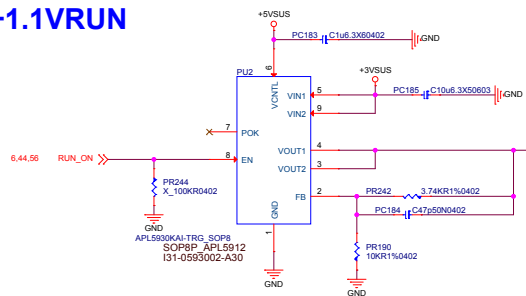 -1.1VRUN
+5VSUS
PC183
C1u6.3X60402
GND
+3VSUS
PU2
6
VCNTL
VIN1
5
PC185
C10u6.3X50603
GND
VIN2
9
7
POK
VOUT1
4
6,44,56
RUN_ON
8
EN
VOUT2
3
PR244
X_100KR0402
FB
2
PR242
3.74KR1%0402
PC184
C47p50N0402
GND
GND
1
APL5930KAI-TRG_SOP8
SOP8P_APL5912
I31-0593002-A30
PR190
10KR1%0402
GND
GND